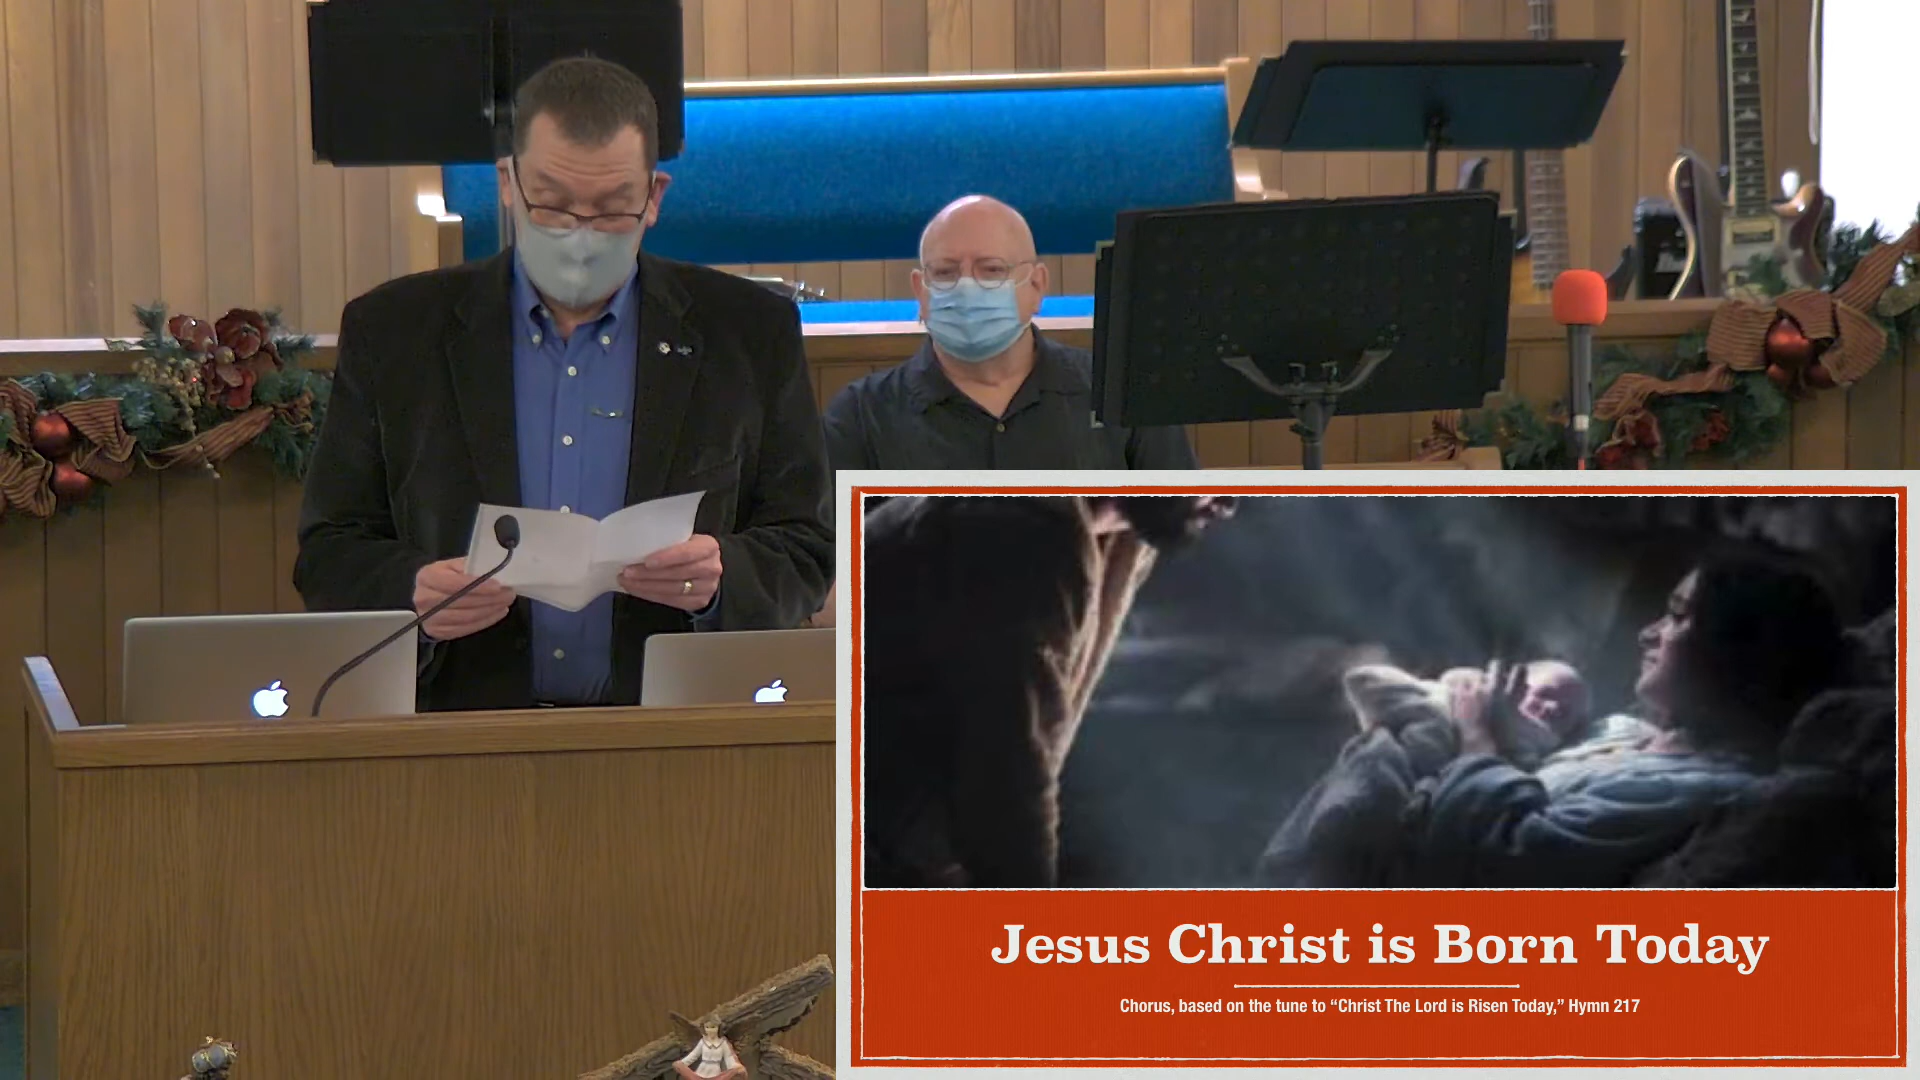 Jesus Christ is Born Today
Chorus, based on the tune to “Christ The Lord is Risen Today,” Hymn 217